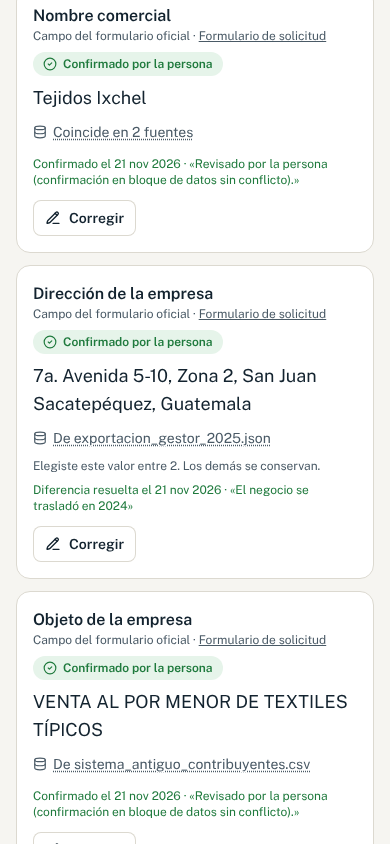 Nombre comercial
Campo del formulario oficial · Formulario de solicitud
Confirmado por la persona
Tejidos Ixchel
Coincide en 2 fuentes
Confirmado el 21 nov 2026 · «Revisado por la persona
(confirmación en bloque de datos sin conflicto).»
Corregir
Dirección de la empresa
Campo del formulario oficial · Formulario de solicitud
Confirmado por la persona
7a. Avenida 5-10, Zona 2, San Juan
Sacatepéquez, Guatemala
De exportacion_gestor_2025.json
Elegiste este valor entre 2. Los demás se conservan.
Diferencia resuelta el 21 nov 2026 · «El negocio se
trasladó en 2024»
Corregir
Objeto de la empresa
Campo del formulario oficial · Formulario de solicitud
Confirmado por la persona
VENTA AL POR MENOR DE TEXTILES
TÍPICOS
De sistema_antiguo_contribuyentes.csv
Confirmado el 21 nov 2026 · «Revisado por la persona
(confirmación en bloque de datos sin conflicto).»